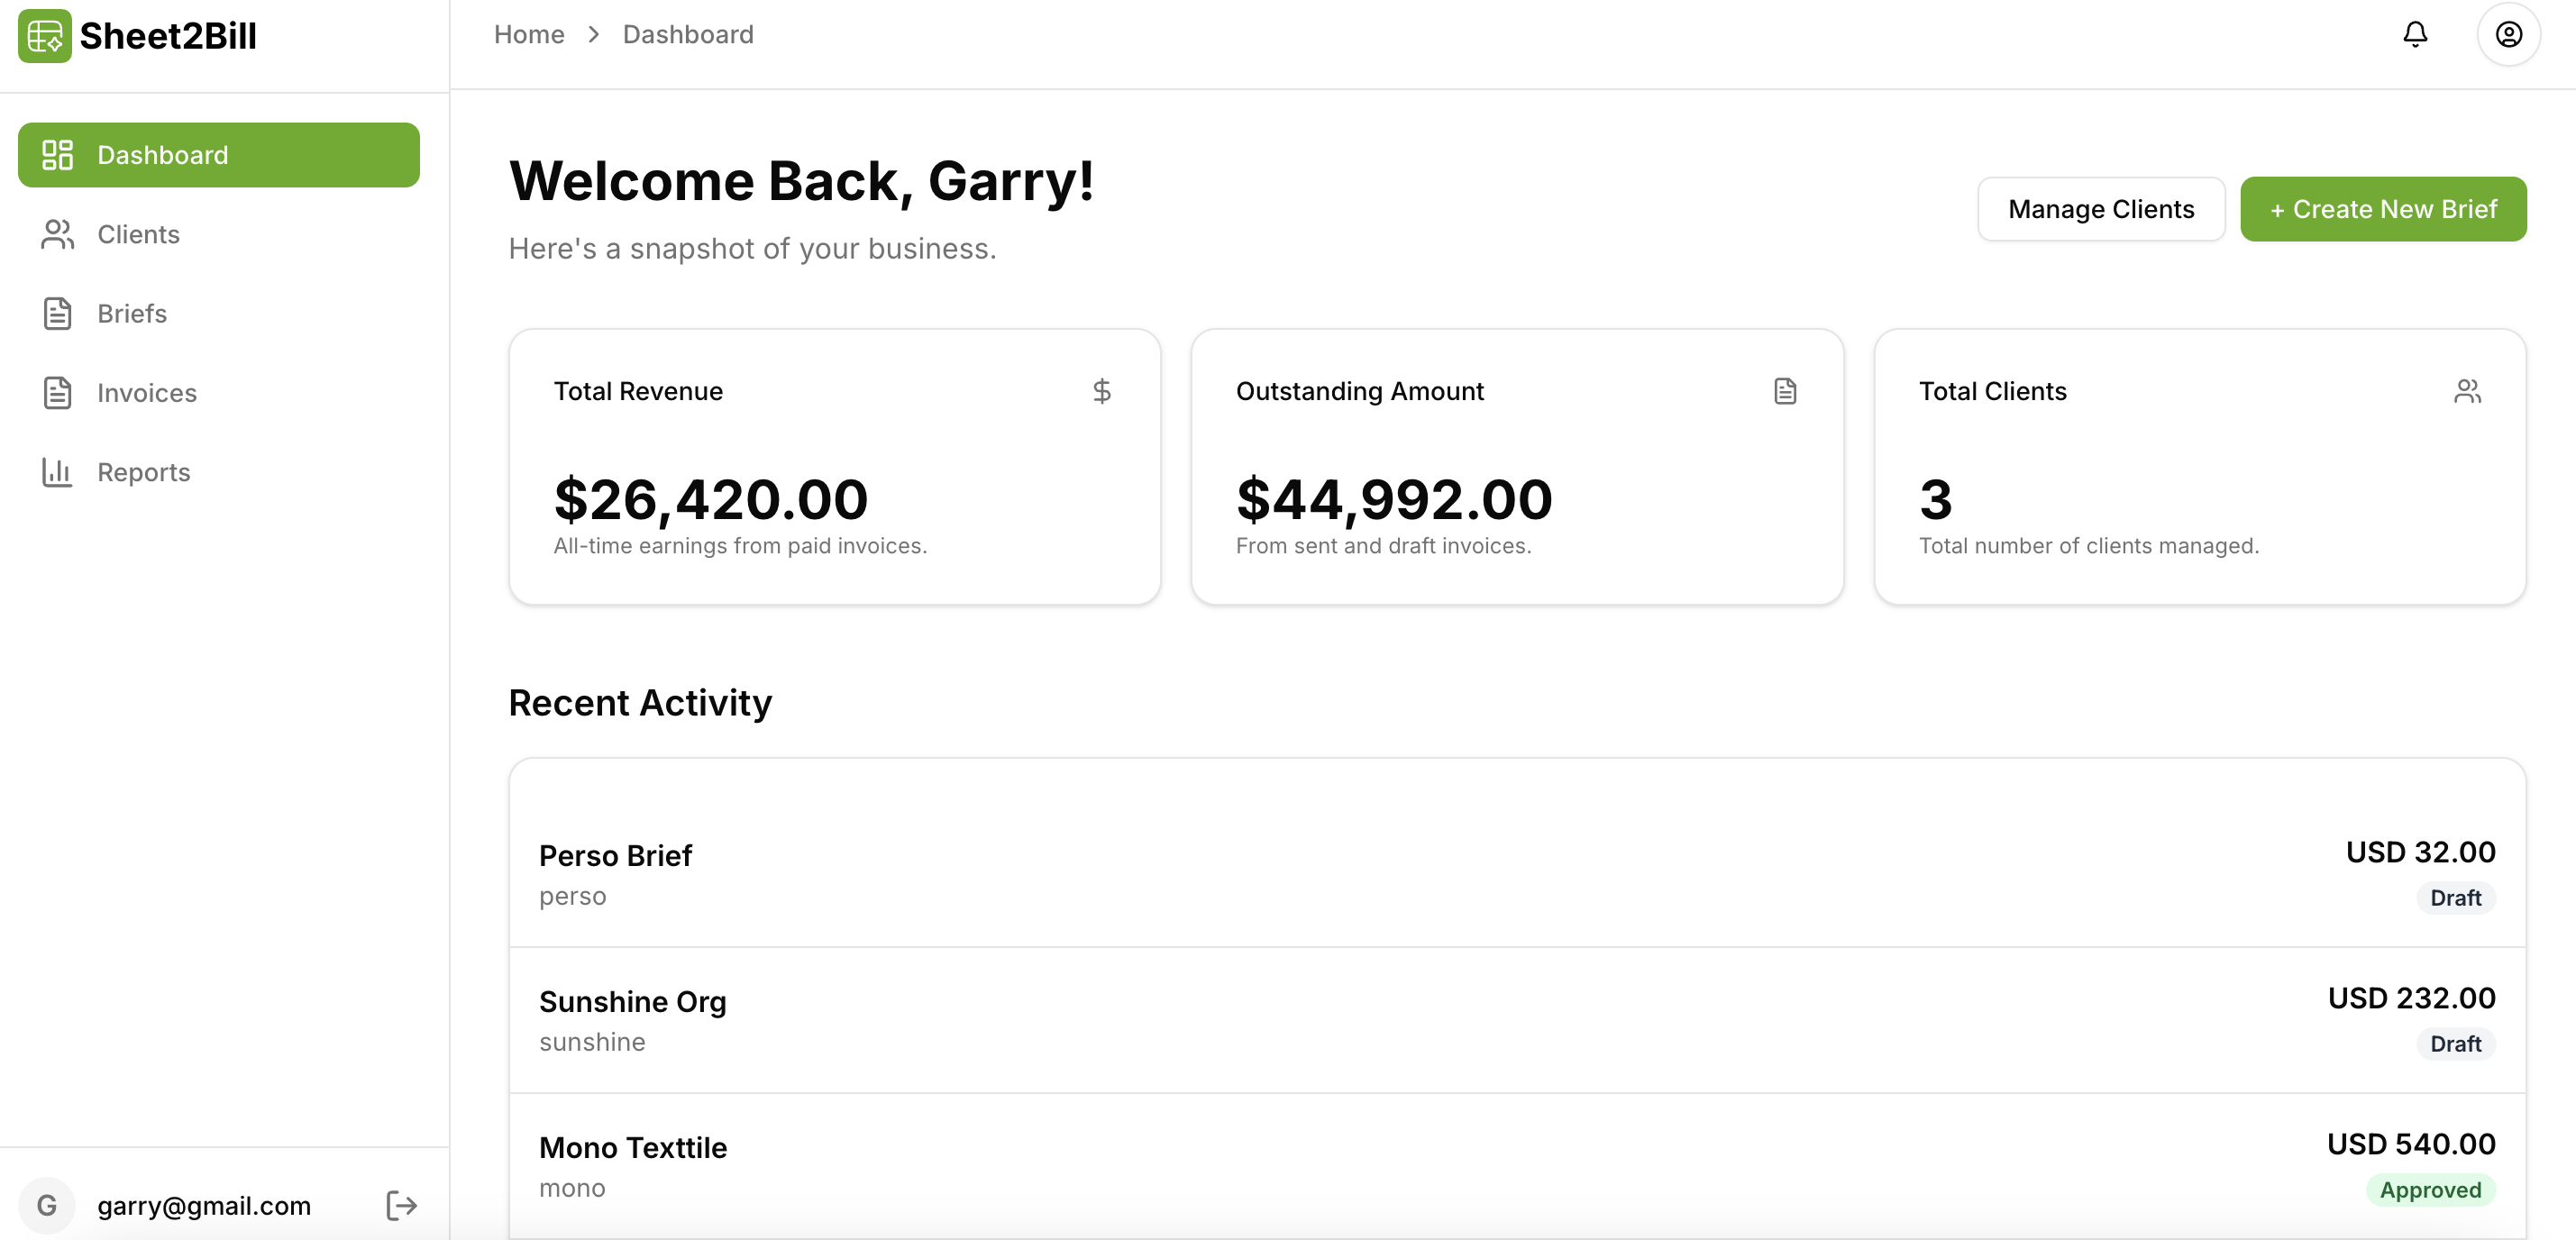 Sheet2Bill
Home > Dashboard
Dashboard
Clients
Briefs
Invoices
Reports
G garry@gmail.com
Welcome Back, Garry!
Here's a snapshot of your business.
Manage Clients
+ Create New Brief
Total Revenue $
$26,420.00
All-time earnings from paid invoices.
Outstanding Amount
$44,992.00
From sent and draft invoices.
Total Clients
3
Total number of clients managed.
Recent Activity
Perso Brief
perso
USD 32.00
Draft
Sunshine Org
sunshine
USD 232.00
Draft
Mono Texttile
mono
USD 540.00
Approved